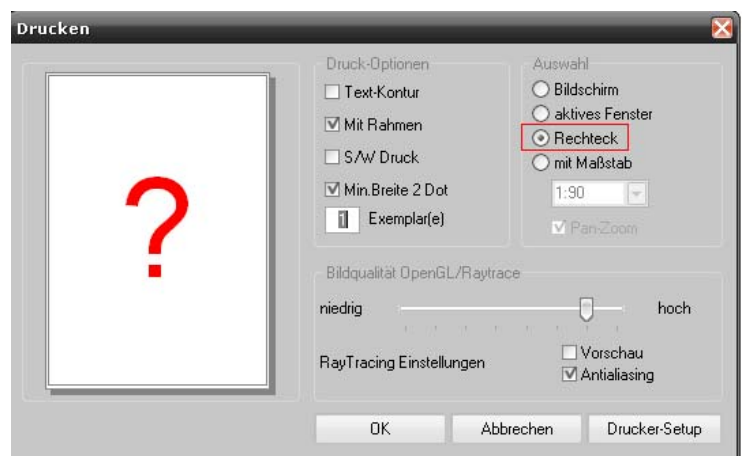 Drucken
?
Druck-Optionen
Text-Kontur
Mit Rahmen
S/W Druck
Min.Breite 2 Dot
1 Exemplar(e)
Auswahl
Bildschirm
aktives Fenster
Rechteck
mit Maßstab
1:90
Pan-Zoom
Bildqualität OpenGL/Raytrace
niedrig hoch
RayTracing Einstellungen
Vorschau
Antialiasing
OK Abbrechen Drucker-Setup